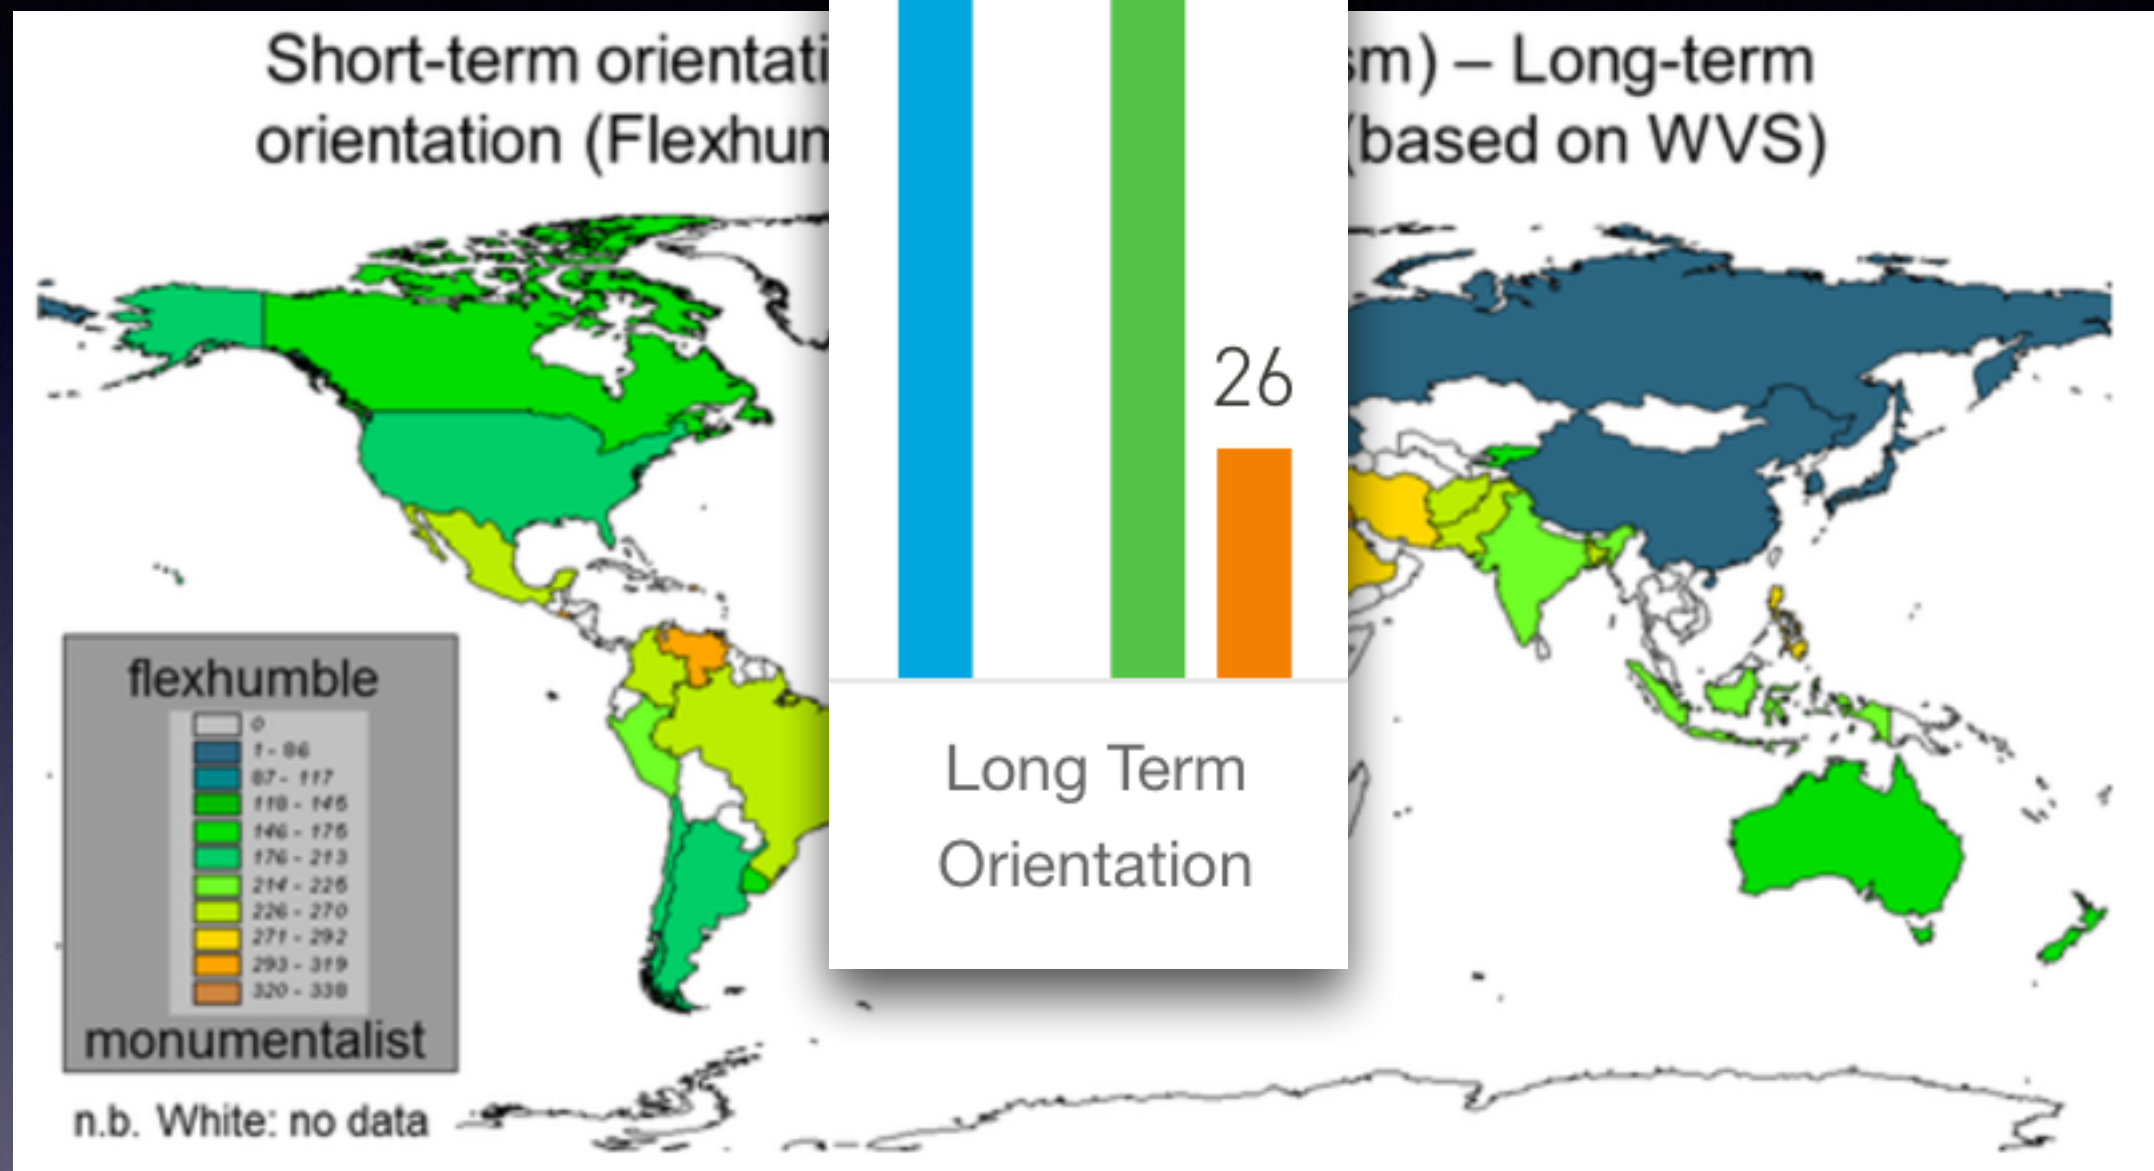 Short-term orientati sm) – Long-term
orientation (Flexhum (based on WVS)
26
Long Term
Orientation
flexhumble
0
1 - 86
87 - 117
118 - 145
146 - 175
176 - 213
214 - 225
226 - 270
271 - 292
293 - 319
320 - 338
monumentalist
n.b. White: no data